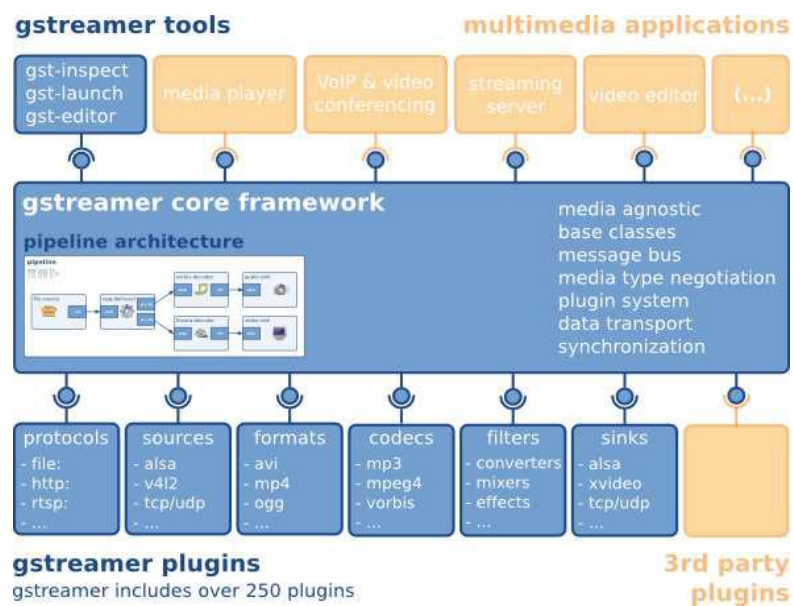 gstreamer tools
multimedia applications
gst-inspect
gst-launch
gst-editor
media player
VoIP & video
conferencing
streaming
server
video editor
(...)
gstreamer core framework
pipeline architecture
pipeline
media agnostic
base classes
message bus
media type negotiation
plugin system
data transport
synchronization
protocols
- file:
- http:
- rtsp:
- ...
sources
- alsa
- v4l2
- tcp/udp
- ...
formats
- avi
- mp4
- ogg
- ...
codecs
- mp3
- mpeg4
- vorbis
- ...
filters
- converters
- mixers
- effects
- ...
sinks
- alsa
- xvideo
- tcp/udp
- ...
gstreamer plugins
gstreamer includes over 250 plugins
3rd party
plugins